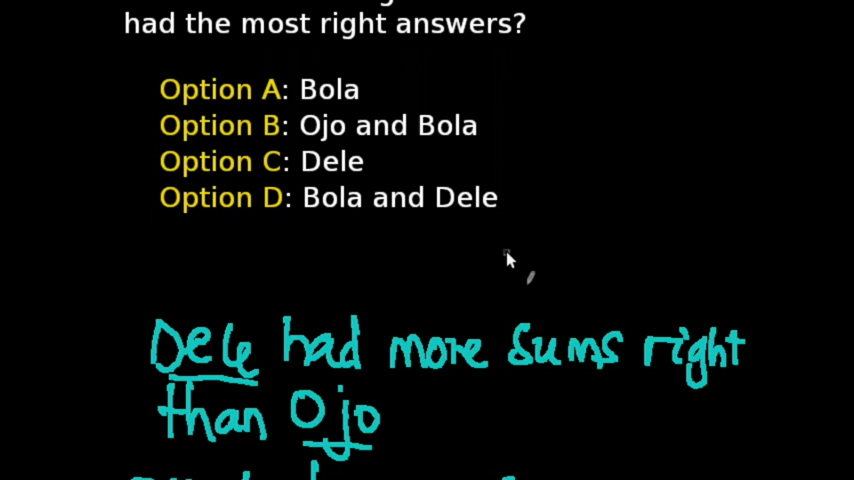 had the most right answers?
Option A: Bola
Option B: Ojo and Bola
Option C: Dele
Option D: Bola and Dele
Dele had more sums right
than Ojo